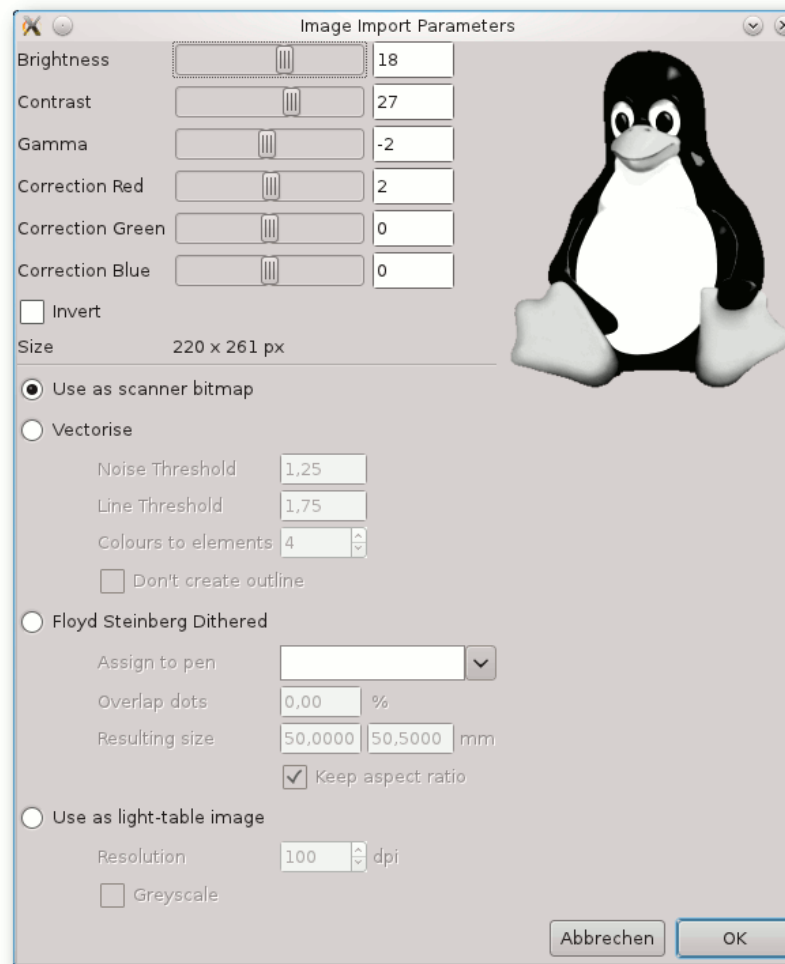 Image Import Parameters
Brightness 18
Contrast 27
Gamma -2
Correction Red 2
Correction Green 0
Correction Blue 0
Invert
Size 220 x 261 px
Use as scanner bitmap
Vectorise
Noise Threshold 1,25
Line Threshold 1,75
Colours to elements 4
Don't create outline
Floyd Steinberg Dithered
Assign to pen
Overlap dots 0,00 %
Resulting size 50,0000 50,5000 mm
Keep aspect ratio
Use as light-table image
Resolution 100 dpi
Greyscale
Abbrechen OK